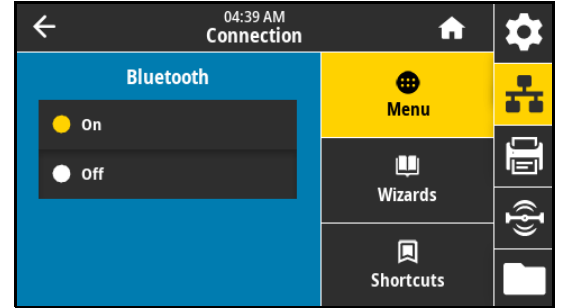 04:39 AM
Connection
Bluetooth
On
Off
Menu
Wizards
Shortcuts